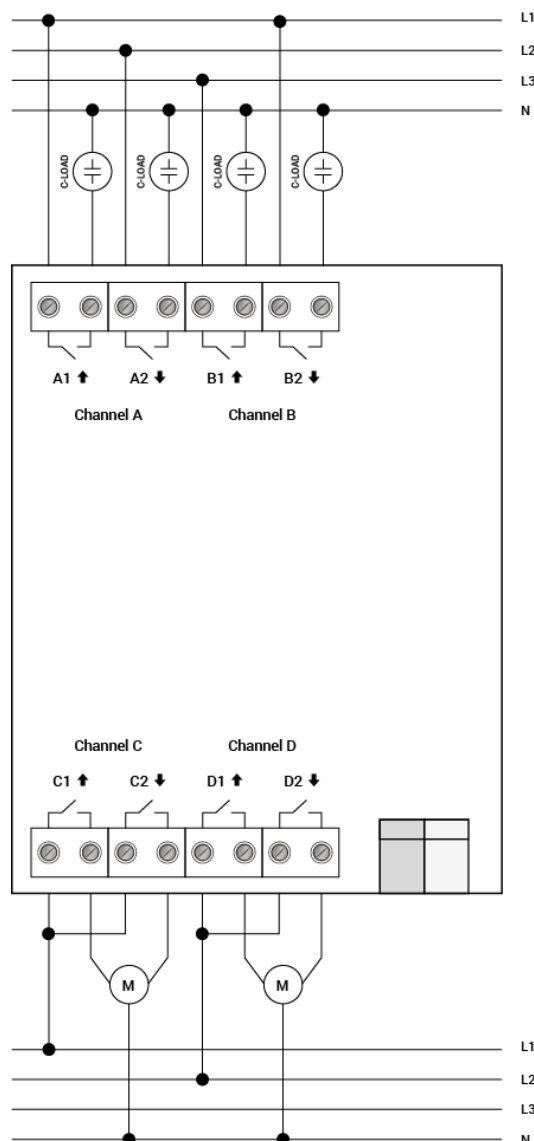 L1
L2
L3
N
C-LOAD C-LOAD C-LOAD C-LOAD
A1 A2 B1 B2
Channel A Channel B
Channel C Channel D
C1 C2 D1 D2
M M
L1
L2
L3
N